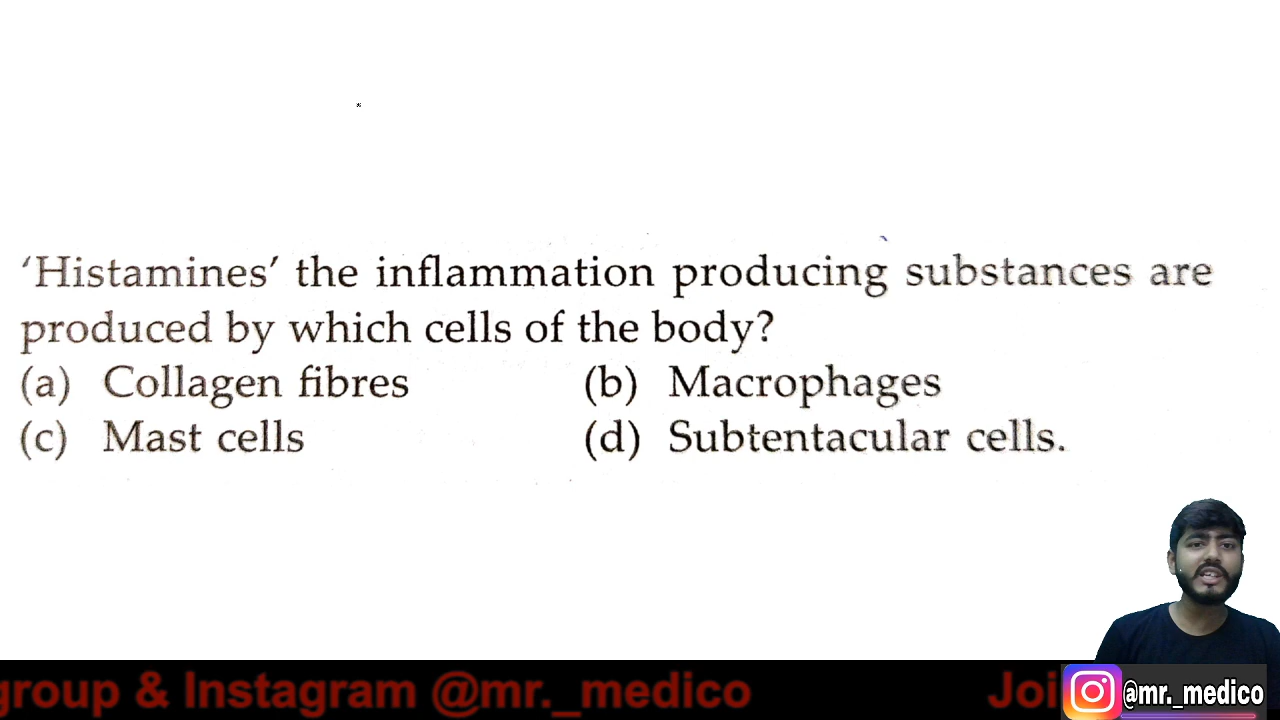 ‘Histamines’ the inflammation producing substances are
produced by which cells of the body?
(a) Collagen fibres (b) Macrophages
(c) Mast cells (d) Subtentacular cells.
group & Instagram @mr._medico Joi
@mr._medico